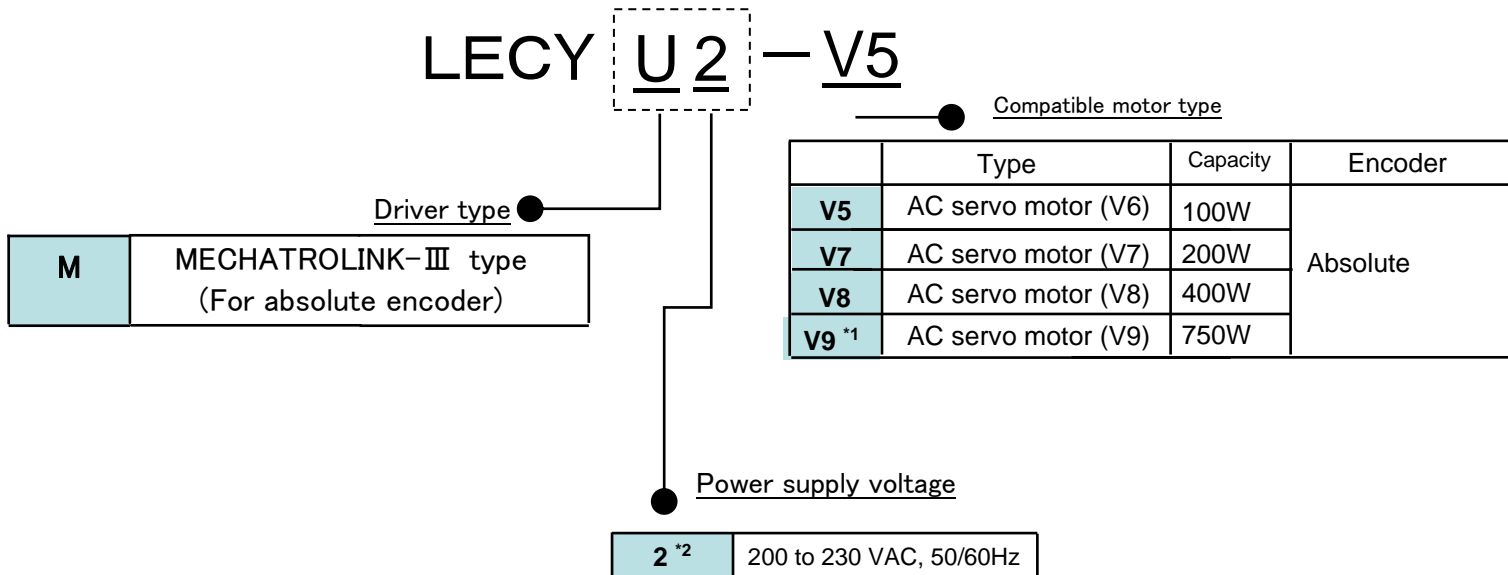 LECY U 2 － V5
Compatible motor type
Type Capacity Encoder
V5 AC servo motor (V6) 100W Absolute
V7 AC servo motor (V7) 200W
V8 AC servo motor (V8) 400W
V9 *1 AC servo motor (V9) 750W
Driver type
M MECHATROLINK-Ⅲ type
(For absolute encoder)
Power supply voltage
2 *2 200 to 230 VAC, 50/60Hz